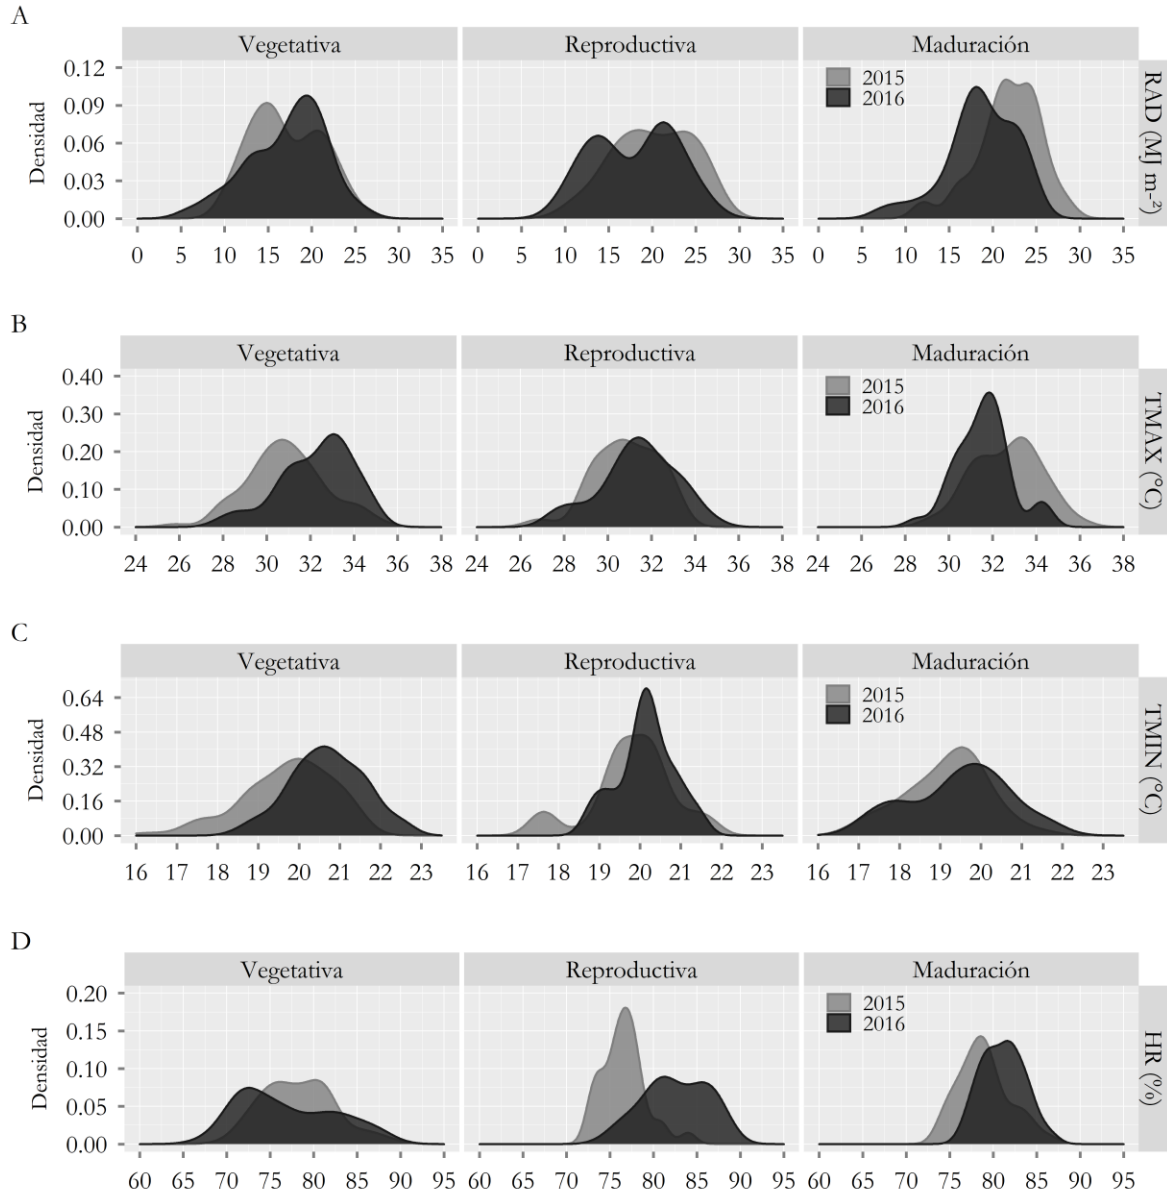 A
Vegetativa Reproductiva Maduración
Densidad
0.12
0.09
0.06
0.03
0.00
2015
2016
RAD (MJ m-²)
0 5 10 15 20 25 30 35 0 5 10 15 20 25 30 35 0 5 10 15 20 25 30 35
B
Vegetativa Reproductiva Maduración
Densidad
0.40
0.30
0.20
0.10
0.00
2015
2016
TMAX (°C)
24 26 28 30 32 34 36 38 24 26 28 30 32 34 36 38 24 26 28 30 32 34 36 38
C
Vegetativa Reproductiva Maduración
Densidad
0.64
0.48
0.32
0.16
0.00
2015
2016
TMIN (°C)
16 17 18 19 20 21 22 23 16 17 18 19 20 21 22 23 16 17 18 19 20 21 22 23
D
Vegetativa Reproductiva Maduración
Densidad
0.20
0.15
0.10
0.05
0.00
2015
2016
HR (%)
60 65 70 75 80 85 90 95 60 65 70 75 80 85 90 95 60 65 70 75 80 85 90 95